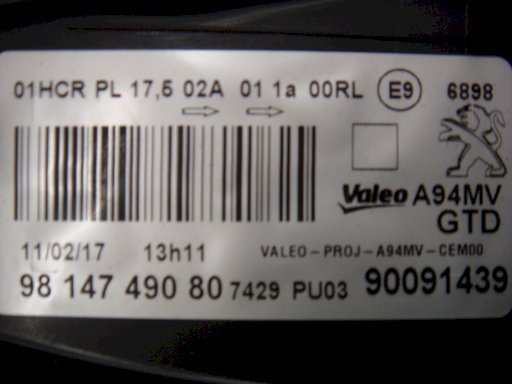 01HCR PL 17,5 02A 01 1a 00RL E9 6898
Valeo A94MV
GTD
11/02/17 13h11 VALEO-PROJ-A94MV-CEM00
98 147 490 80 7429 PU03 90091439